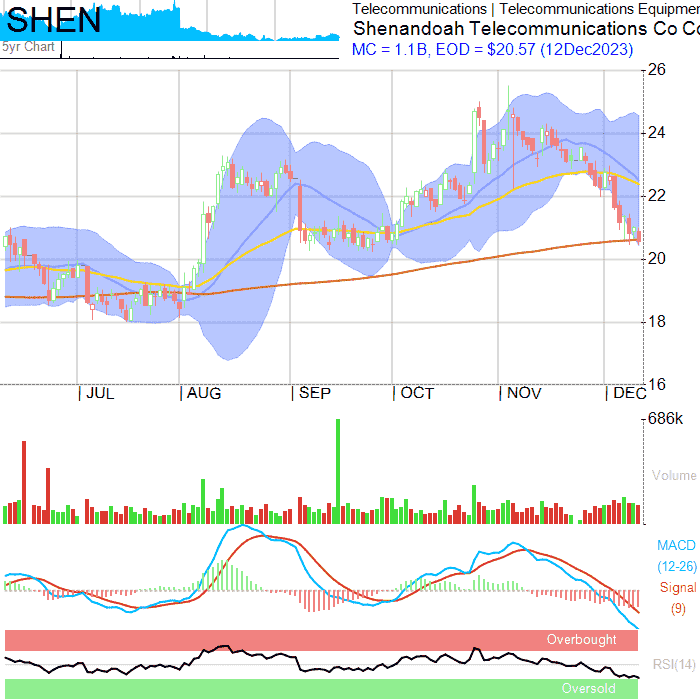 SHEN
Telecommunications | Telecommunications Equipmen
Shenandoah Telecommunications Co Co
5yr Chart
MC = 1.1B, EOD = $20.57 (12Dec2023)
26
24
22
20
18
16
| JUL | AUG | SEP | OCT | NOV | DEC
686k
Volume
MACD
(12-26)
Signal
(9)
Overbought
RSI(14)
Oversold